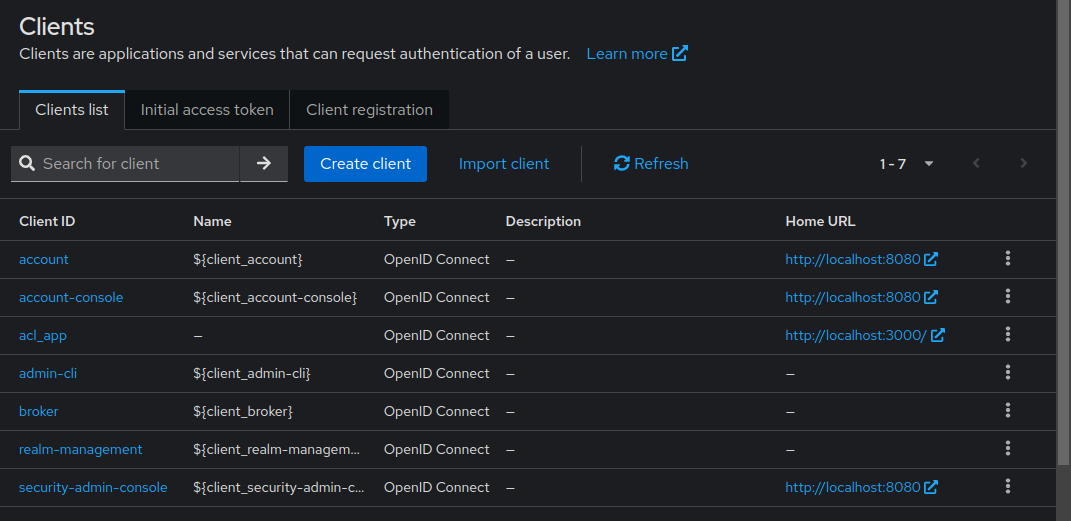 Clients
Clients are applications and services that can request authentication of a user. Learn more
Clients list Initial access token Client registration
Search for client Create client Import client Refresh 1 - 7
Client ID Name Type Description Home URL
account ${client_account} OpenID Connect – http://localhost:8080
account-console ${client_account-console} OpenID Connect – http://localhost:8080
acl_app – OpenID Connect – http://localhost:3000/
admin-cli ${client_admin-cli} OpenID Connect – –
broker ${client_broker} OpenID Connect – –
realm-management ${client_realm-managem... OpenID Connect – –
security-admin-console ${client_security-admin-c... OpenID Connect – http://localhost:8080